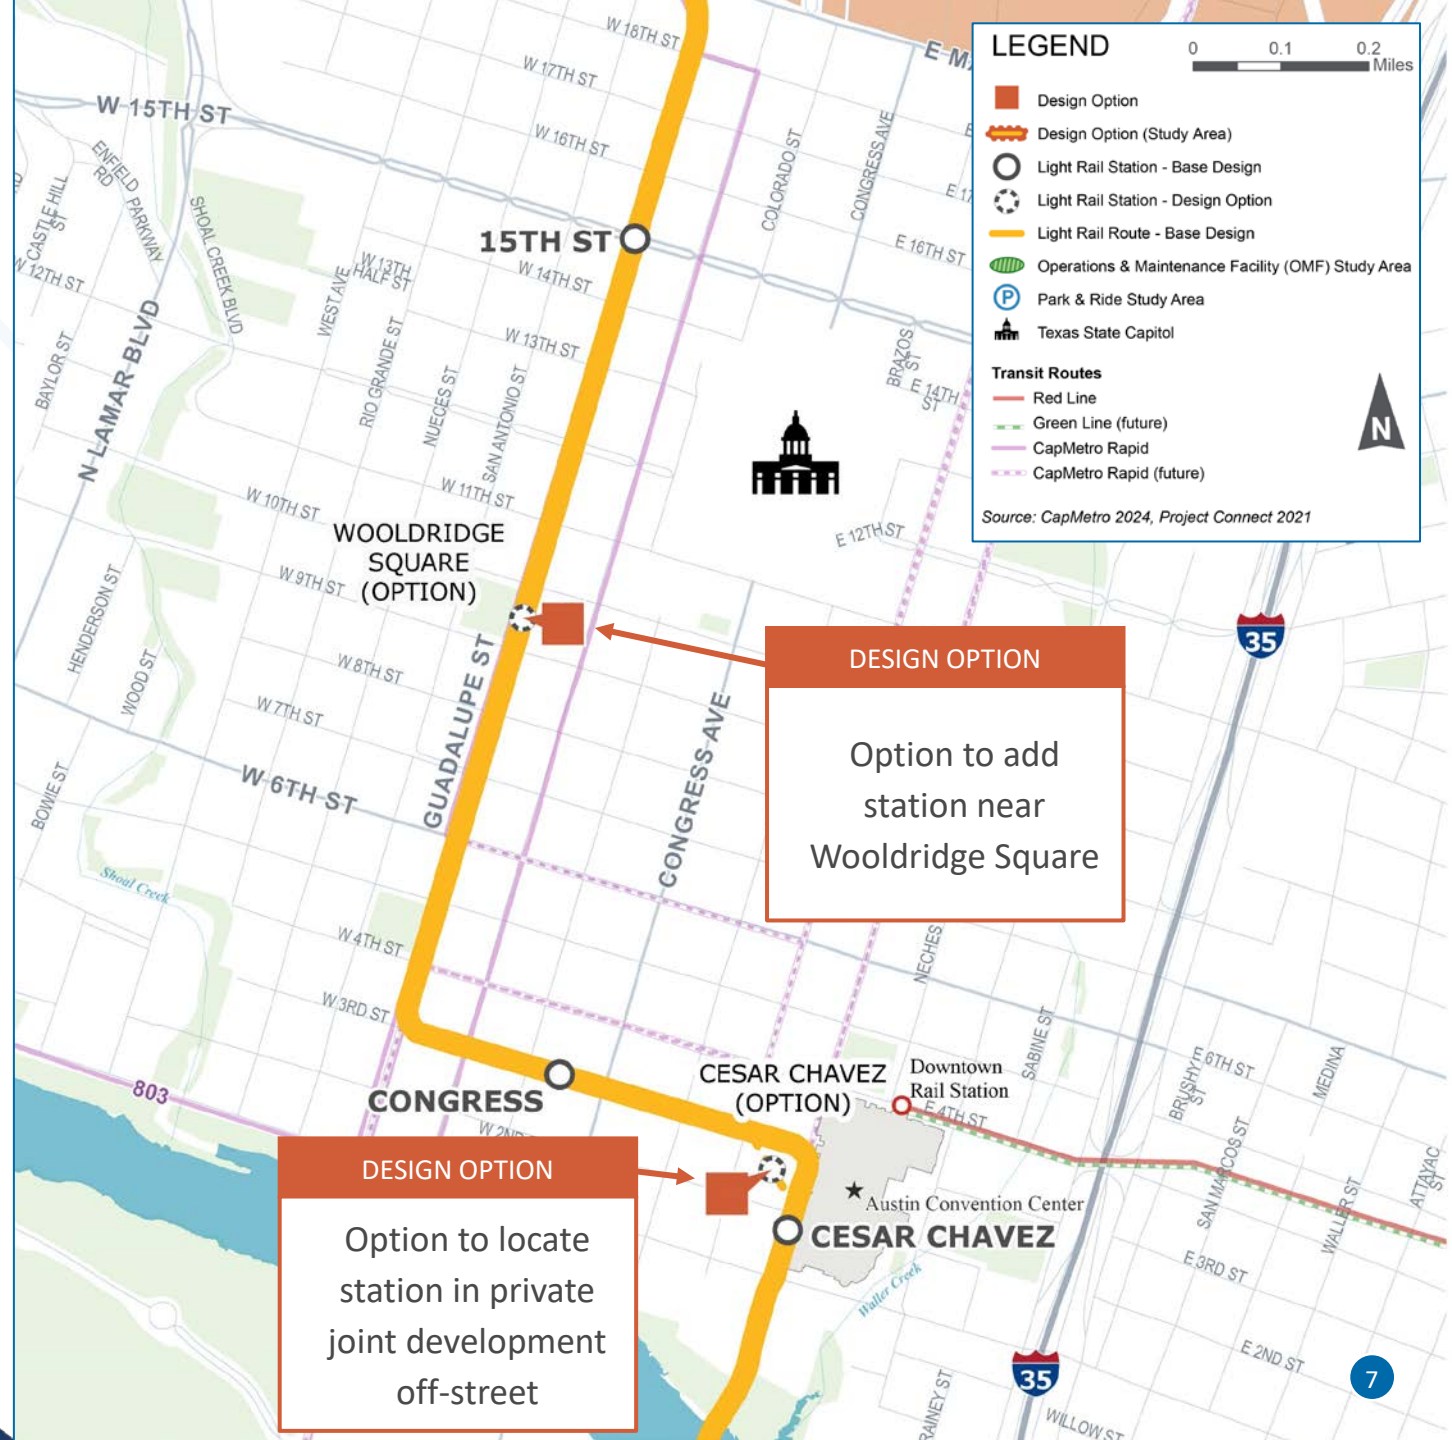 W 18TH ST
W 17TH ST
W 15TH ST
W 16TH ST
ENFIELD RD
PARKWAY
CASTLE HILL ST
SHOAL CREEK BLVD
W 12TH ST
COLORADO ST
CONGRESS AVE
E 16TH ST
15TH ST
W 14TH ST
W 13TH HALF ST
W 13TH ST
WEST AVE
RIO GRANDE ST
NUECES ST
SAN ANTONIO ST
BAYLOR ST
N LAMAR BLVD
BRAZOS ST
E 14TH ST
W 11TH ST
W 10TH ST
E 12TH ST
LEGEND
0 0.1 0.2
Miles
Design Option
Design Option (Study Area)
Light Rail Station - Base Design
Light Rail Station - Design Option
Light Rail Route - Base Design
Operations & Maintenance Facility (OMF) Study Area
P
Park & Ride Study Area
Texas State Capitol
Transit Routes
Red Line
Green Line (future)
CapMetro Rapid
CapMetro Rapid (future)
N
Source: CapMetro 2024, Project Connect 2021
WOOLDRIDGE
SQUARE
(OPTION)
W 9TH ST
HENDERSON ST
WOOD ST
W 8TH ST
W 7TH ST
W 6TH ST
GUADALUPE ST
CONGRESS AVE
BOWIE ST
Shoal Creek
W 4TH ST
W 3RD ST
35
DESIGN OPTION
Option to add
station near
Wooldridge Square
NECHES
SABINE ST
803
CONGRESS
W 2ND
CESAR CHAVEZ
(OPTION)
Downtown
Rail Station
E 4TH ST
E 6TH ST
BRUSHY ST
MEDINA
SAN MARCOS ST
WALLER ST
ATTAYAC ST
DESIGN OPTION
Option to locate
station in private
joint development
off-street
Austin Convention Center
CESAR CHAVEZ
Waller Creek
E 3RD ST
E 2ND ST
35
RAINEY ST
WILLOW ST
7